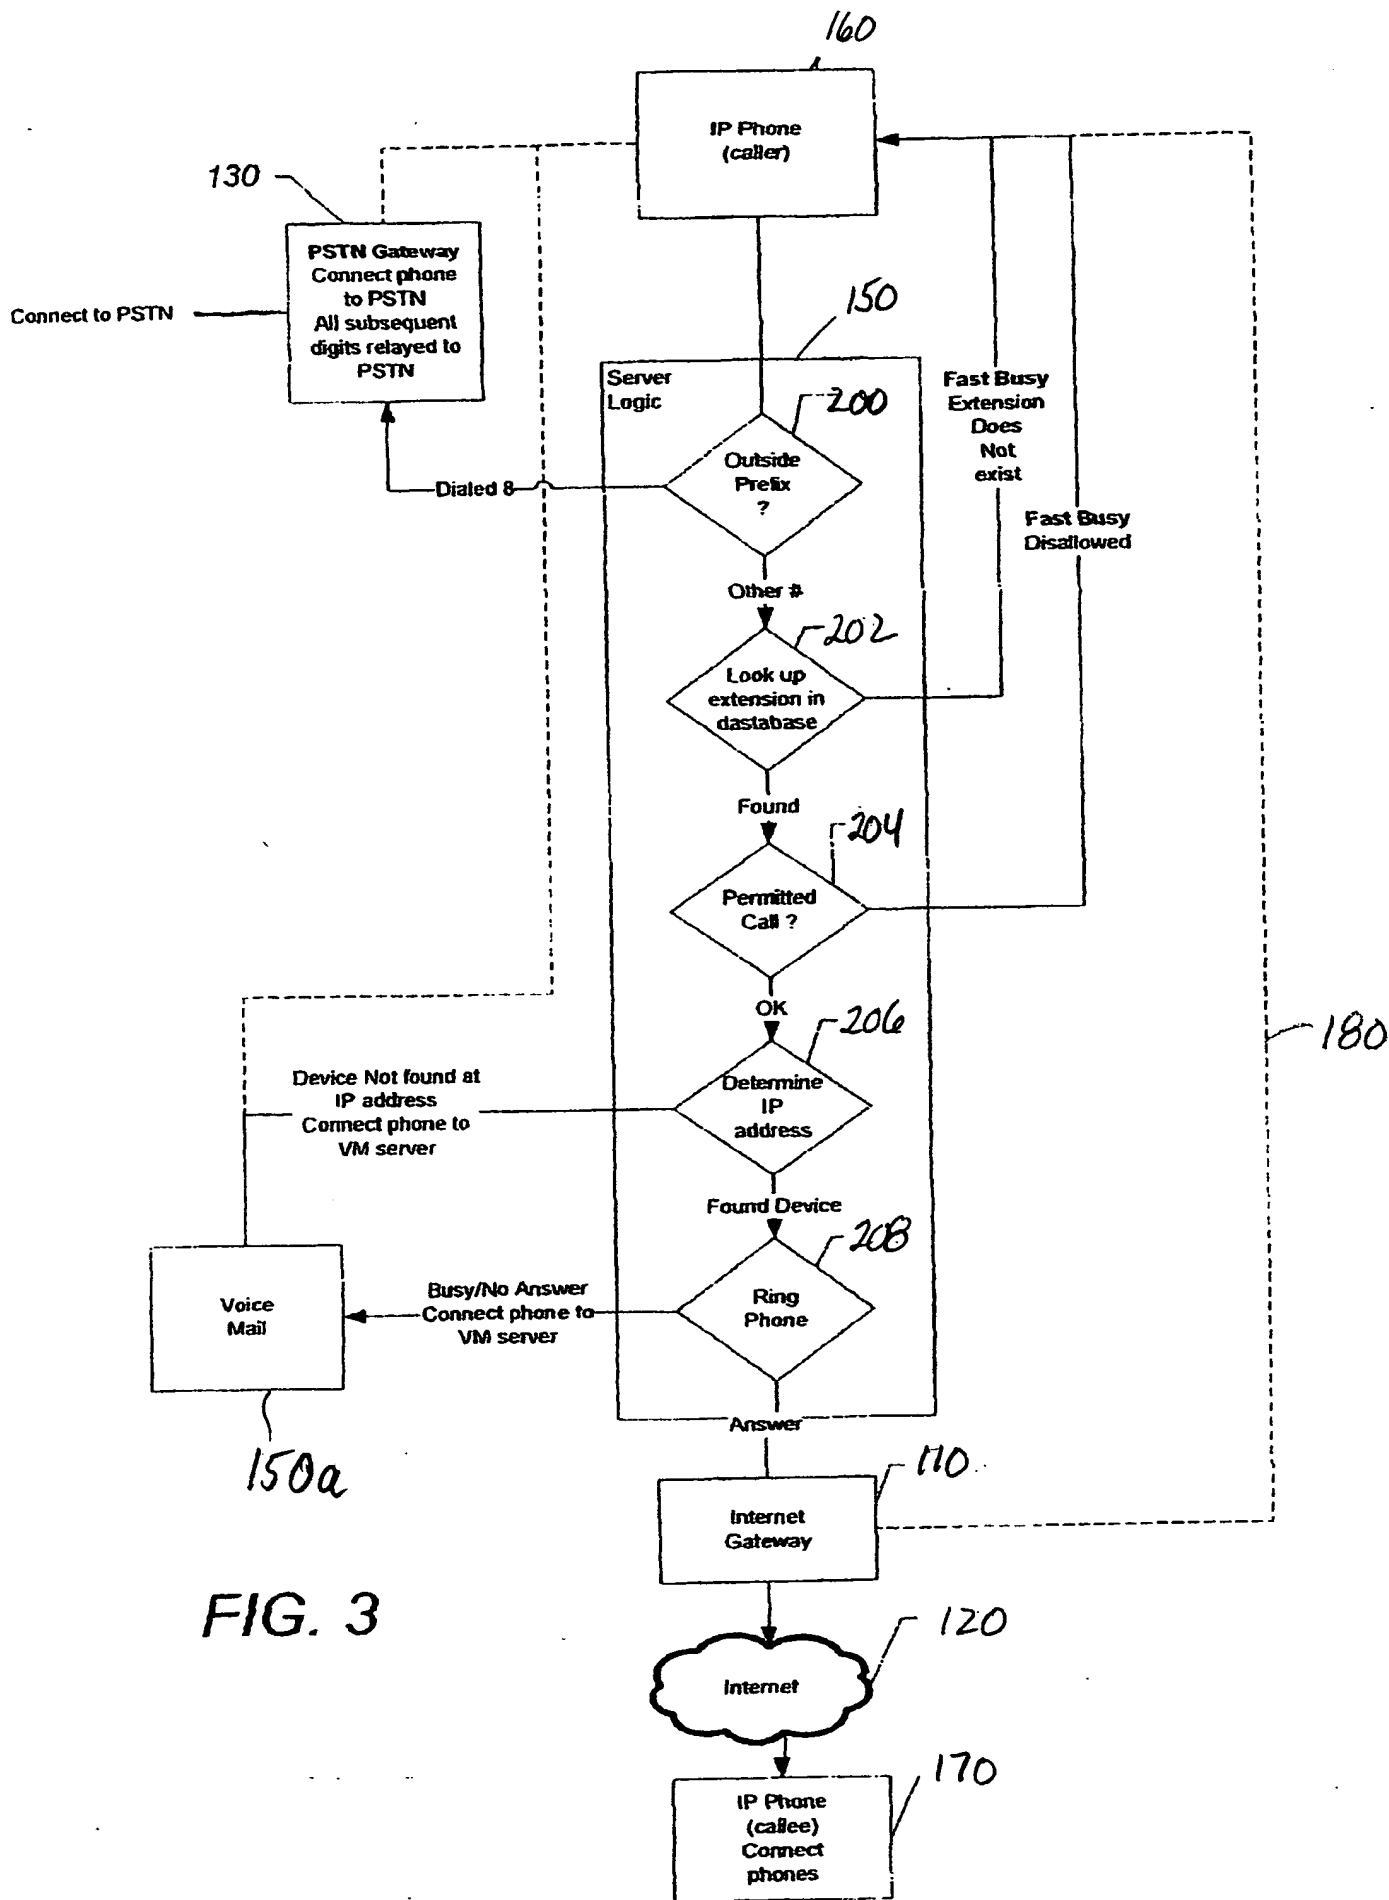 160
IP Phone
(caller)
130
PSTN Gateway
Connect phone
to PSTN
All subsequent
digits relayed to
PSTN
Connect to PSTN
150
Server
Logic
200
Outside
Prefix
?
Dialed 8
Fast Busy
Extension
Does
Not
exist
Fast Busy
Disallowed
Other #
202
Look up
extension in
dastabase
Found
204
Permitted
Call ?
OK
206
Determine
IP
address
180
Device Not found at
IP address
Connect phone to
VM server
Found Device
208
Ring
Phone
Busy/No Answer
Connect phone to
VM server
Voice
Mail
150a
Answer
110
Internet
Gateway
FIG. 3
120
Internet
170
IP Phone
(callee)
Connect
phones